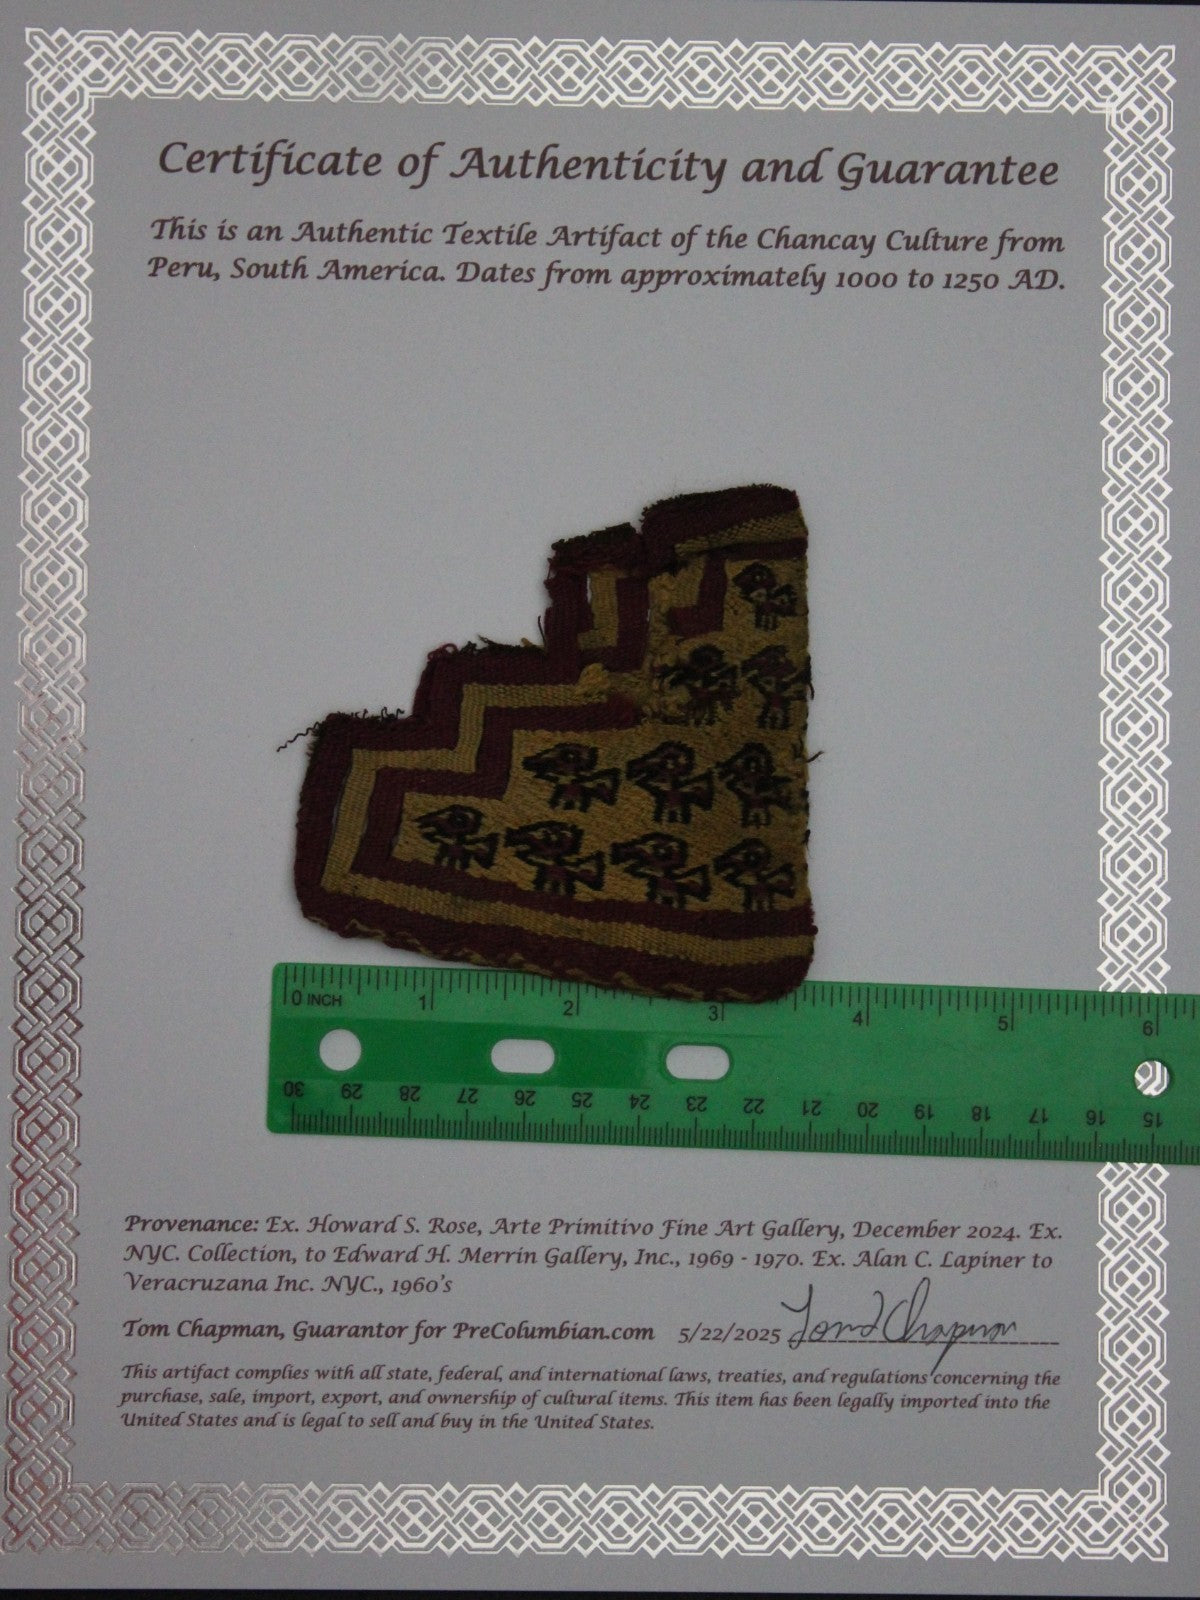 Certificate of Authenticity and Guarantee
This is an Authentic Textile Artifact of the Chancay Culture from
Peru, South America. Dates from approximately 1000 to 1250 AD.
0 INCH 1 2 3 4 5 6
30 29 28 27 26 25 24 23 22 21 20 19 18 17 16 15
Provenance: Ex. Howard S. Rose, Arte Primitivo Fine Art Gallery, December 2024. Ex.
NYC. Collection, to Edward H. Merrin Gallery, Inc., 1969 - 1970. Ex. Alan C. Lapiner to
Veracruzana Inc. NYC., 1960's
Tom Chapman, Guarantor for PreColumbian.com 5/22/2025 Tom Chapman
This artifact complies with all state, federal, and international laws, treaties, and regulations concerning the
purchase, sale, import, export, and ownership of cultural items. This item has been legally imported into the
United States and is legal to sell and buy in the United States.